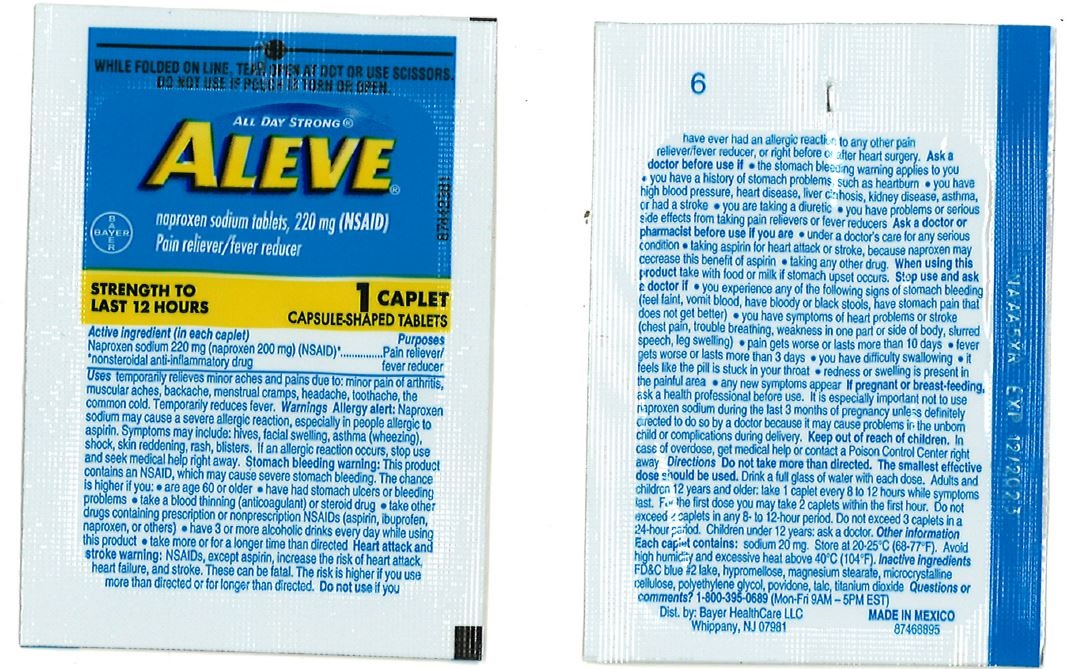 WHILE FOLDED ON LINE, TEAR OPEN AT DOT OR USE SCISSORS.
DO NOT USE IF POUCH IS TORN OR OPEN.
ALL DAY STRONG®
ALEVE®
naproxen sodium tablets, 220 mg (NSAID)
Pain reliever/fever reducer
BAYER
BAYER
STRENGTH TO
LAST 12 HOURS
1 CAPLET
CAPSULE-SHAPED TABLETS
Active ingredient (in each caplet) Purposes
Naproxen sodium 220 mg (naproxen 200 mg) (NSAID)*..............Pain reliever/
*nonsteroidal anti-inflammatory drug fever reducer
Uses temporarily relieves minor aches and pains due to: minor pain of arthritis,
muscular aches, backache, menstrual cramps, headache, toothache, the
common cold. Temporarily reduces fever. Warnings Allergy alert: Naproxen
sodium may cause a severe allergic reaction, especially in people allergic to
aspirin. Symptoms may include: hives, facial swelling, asthma (wheezing),
shock, skin reddening, rash, blisters. If an allergic reaction occurs, stop use
and seek medical help right away. Stomach bleeding warning: This product
contains an NSAID, which may cause severe stomach bleeding. The chance
is higher if you: • are age 60 or older • have had stomach ulcers or bleeding
problems • take a blood thinning (anticoagulant) or steroid drug • take other
drugs containing prescription or nonprescription NSAIDs (aspirin, ibuprofen,
naproxen, or others) • have 3 or more alcoholic drinks every day while using
this product • take more or for a longer time than directed Heart attack and
stroke warning: NSAIDs, except aspirin, increase the risk of heart attack,
heart failure, and stroke. These can be fatal. The risk is higher if you use
more than directed or for longer than directed. Do not use if you
6
have ever had an allergic reaction to any other pain
reliever/fever reducer, or right before or after heart surgery. Ask a
doctor before use if • the stomach bleeding warning applies to you
• you have a history of stomach problems, such as heartburn • you have
high blood pressure, heart disease, liver cirrhosis, kidney disease, asthma,
or had a stroke • you are taking a diuretic • you have problems or serious
side effects from taking pain relievers or fever reducers Ask a doctor or
pharmacist before use if you are • under a doctor's care for any serious
condition • taking aspirin for heart attack or stroke, because naproxen may
decrease this benefit of aspirin • taking any other drug. When using this
product take with food or milk if stomach upset occurs. Stop use and ask
a doctor if • you experience any of the following signs of stomach bleeding
(feel faint, vomit blood, have bloody or black stools, have stomach pain that
does not get better) • you have symptoms of heart problems or stroke
(chest pain, trouble breathing, weakness in one part or side of body, slurred
speech, leg swelling) • pain gets worse or lasts more than 10 days • fever
gets worse or lasts more than 3 days • you have difficulty swallowing • it
feels like the pill is stuck in your throat • redness or swelling is present in
the painful area • any new symptoms appear If pregnant or breast-feeding,
ask a health professional before use. It is especially important not to use
naproxen sodium during the last 3 months of pregnancy unless definitely
directed to do so by a doctor because it may cause problems in the unborn
child or complications during delivery. Keep out of reach of children. In
case of overdose, get medical help or contact a Poison Control Center right
away Directions Do not take more than directed. The smallest effective
dose should be used. Drink a full glass of water with each dose. Adults and
children 12 years and older: take 1 caplet every 8 to 12 hours while symptoms
last. For the first dose you may take 2 caplets within the first hour. Do not
exceed 2 caplets in any 8- to 12-hour period. Do not exceed 3 caplets in a
24-hour period. Children under 12 years: ask a doctor. Other information
Each caplet contains: sodium 20 mg. Store at 20-25°C (68-77°F). Avoid
high humidity and excessive heat above 40°C (104°F). Inactive ingredients
FD&C blue #2 lake, hypromellose, magnesium stearate, microcrystalline
cellulose, polyethylene glycol, povidone, talc, titanium dioxide Questions or
comments? 1-800-395-0689 (Mon-Fri 9AM – 5PM EST)
Dist. by: Bayer HealthCare LLC MADE IN MEXICO
Whippany, NJ 07981 87468895
EXP 12/2023